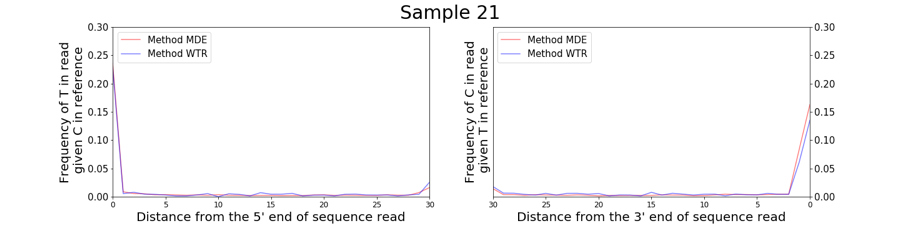 Sample 21
Frequency of T in read
given C in reference
0.30
0.25
0.20
0.15
0.10
0.05
0.00
Method MDE
Method WTR
0 5 10 15 20 25 30
Distance from the 5' end of sequence read
Frequency of C in read
given T in reference
Method MDE
Method WTR
30 25 20 15 10 5 0
Distance from the 3' end of sequence read
0.30
0.25
0.20
0.15
0.10
0.05
0.00